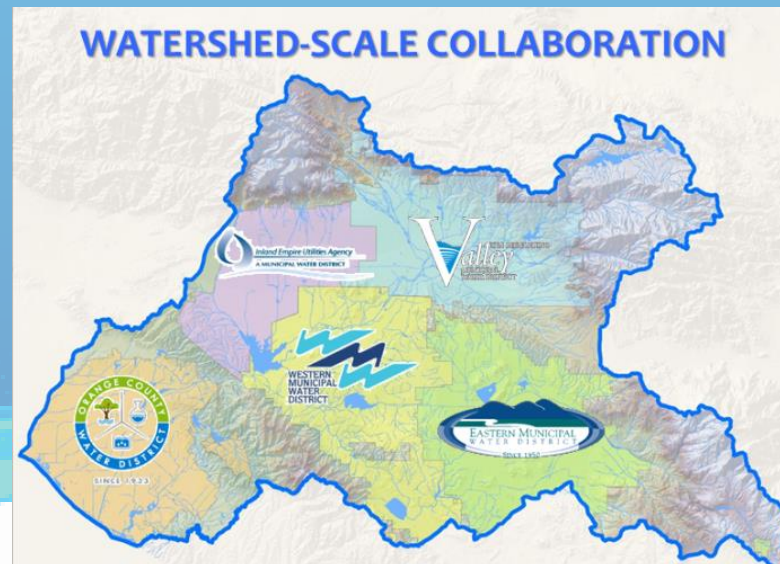 WATERSHED-SCALE COLLABORATION
Inland Empire Utilities Agency
A MUNICIPAL WATER DISTRICT
Valley
WESTERN
MUNICIPAL
WATER
DISTRICT
ORANGE COUNTY
WATER DISTRICT
SINCE 1933
EASTERN MUNICIPAL
WATER DISTRICT
SINCE 1950